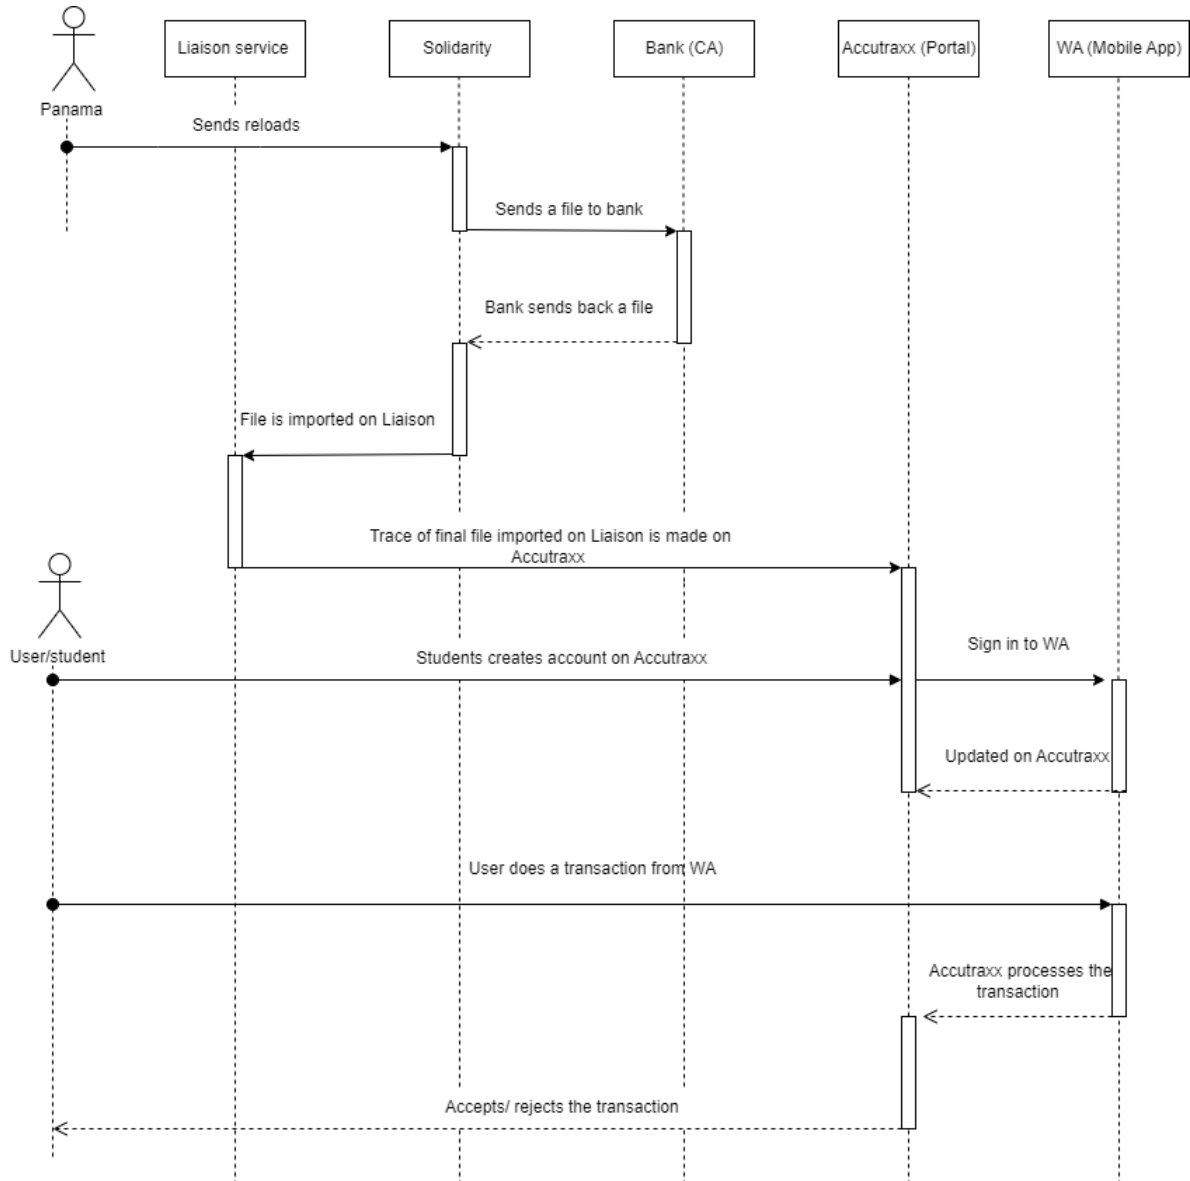 Liaison service
Solidarity
Bank (CA)
Accutraxx (Portal)
WA (Mobile App)
Panama
Sends reloads
Sends a file to bank
Bank sends back a file
File is imported on Liaison
Trace of final file imported on Liaison is made on
Accutraxx
User/student
Students creates account on Accutraxx
Sign in to WA
Updated on Accutraxx
User does a transaction from WA
Accutraxx processes the
transaction
Accepts/ rejects the transaction